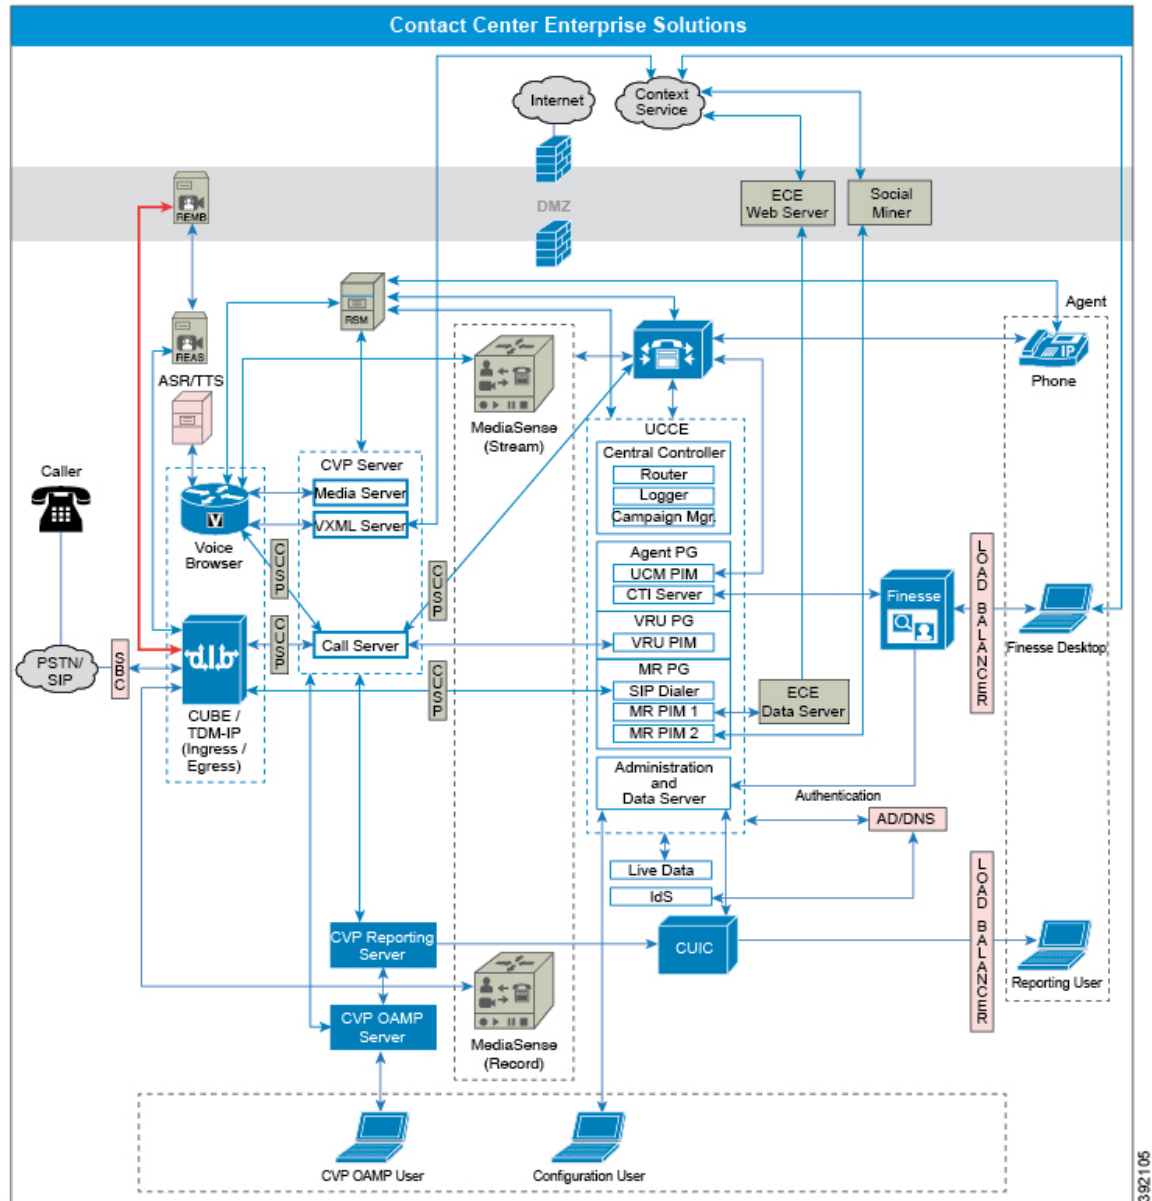 Contact Center Enterprise Solutions
Internet
Context
Service
REMB
DMZ
ECE
Web Server
Social
Miner
RSM
Agent
REAS
ASR/TTS
IP
Phone
MediaSense
(Stream)
UCCE
Central Controller
Router
Logger
Campaign Mgr.
Caller
CVP Server
Media Server
VXML Server
V
Voice
Browser
CUSP
CUSP
CUSP
CUSP
Agent PG
UCM PIM
CTI Server
Finesse
LOAD BALANCER
Finesse Desktop
VRU PG
VRU PIM
Call Server
PSTN/
SIP
SBC
MR PG
SIP Dialer
MR PIM 1
MR PIM 2
ECE
Data Server
CUBE /
TDM-IP
(Ingress /
Egress)
Administration
and
Data Server
Authentication
AD/DNS
Live Data
IdS
LOAD BALANCER
CVP Reporting
Server
CUIC
Reporting User
CVP OAMP
Server
MediaSense
(Record)
CVP OAMP User
Configuration User
392105